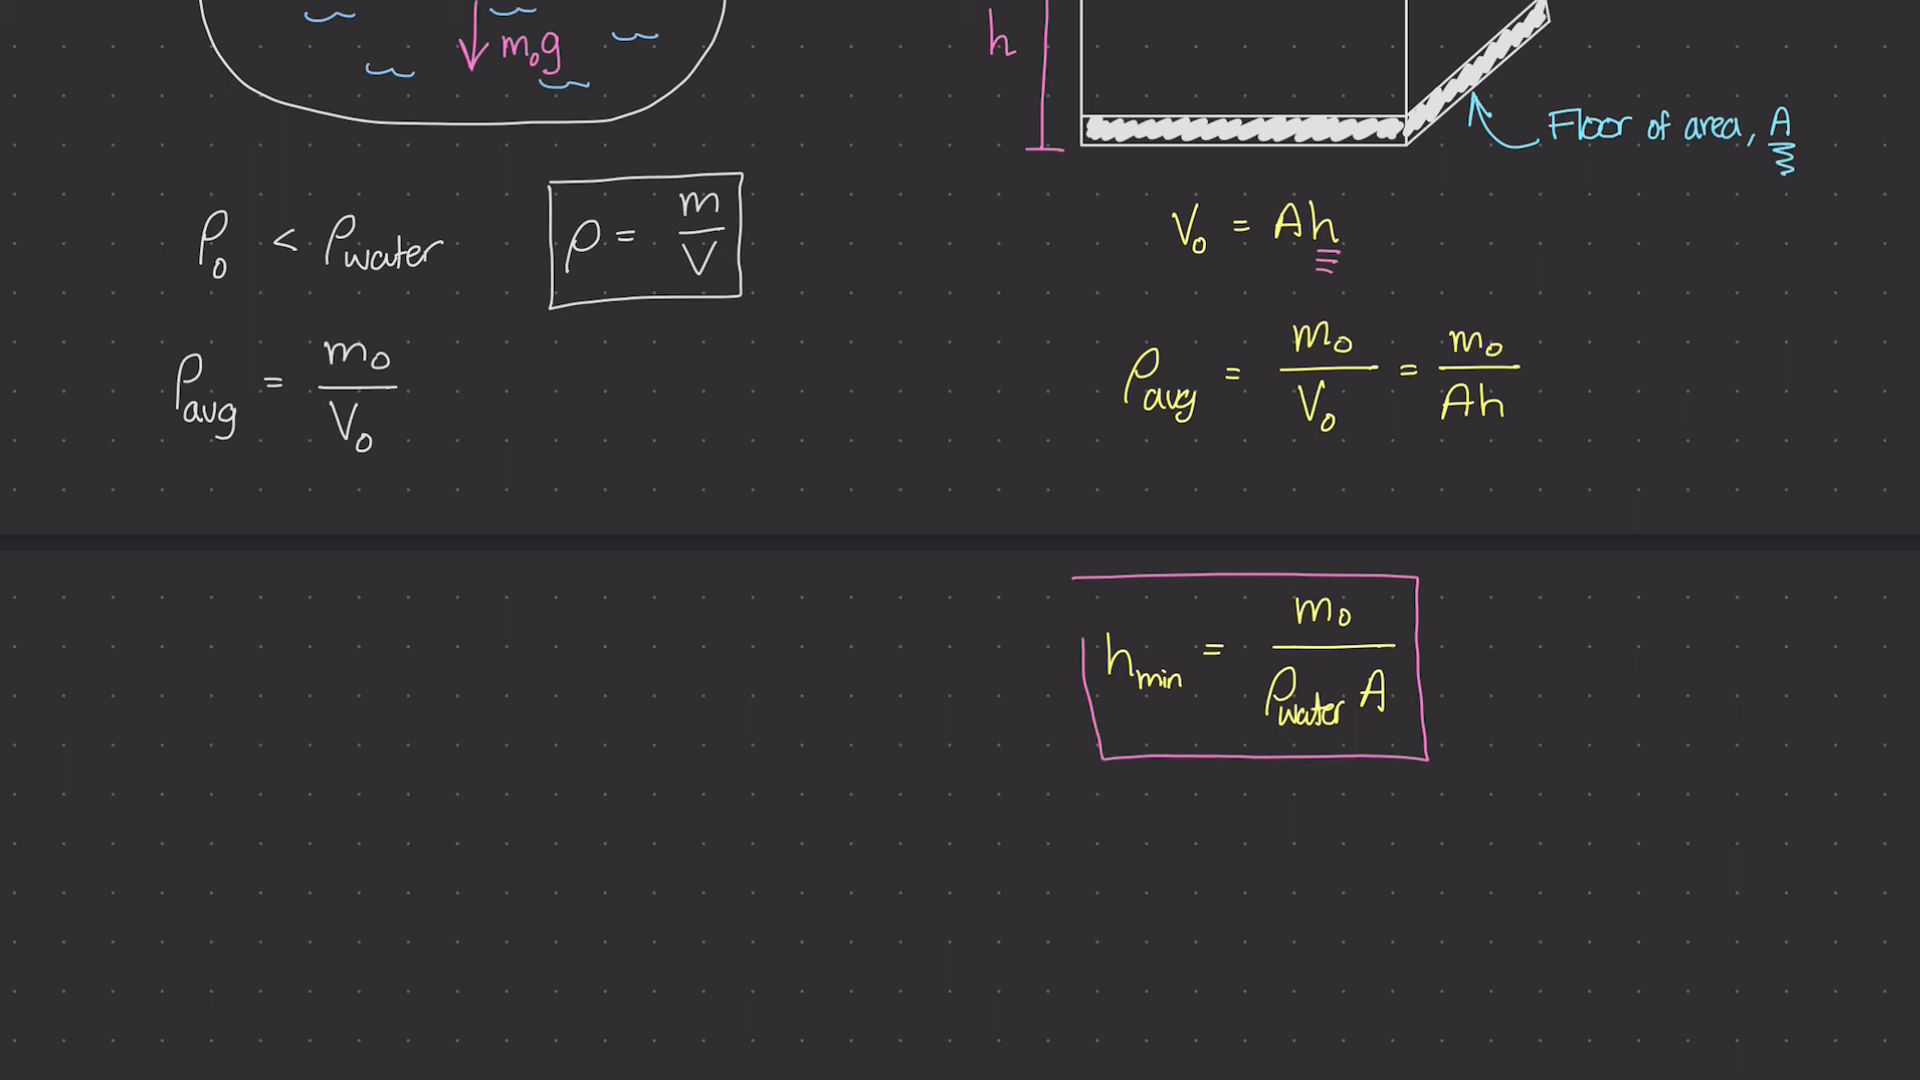 m₀g
h
Floor of area, A
ρ₀ < ρwater
ρ = m/V
V₀ = Ah
ρavg = m₀/V₀
ρavg = m₀/V₀ = m₀/Ah
hmin = m₀/ρwater A